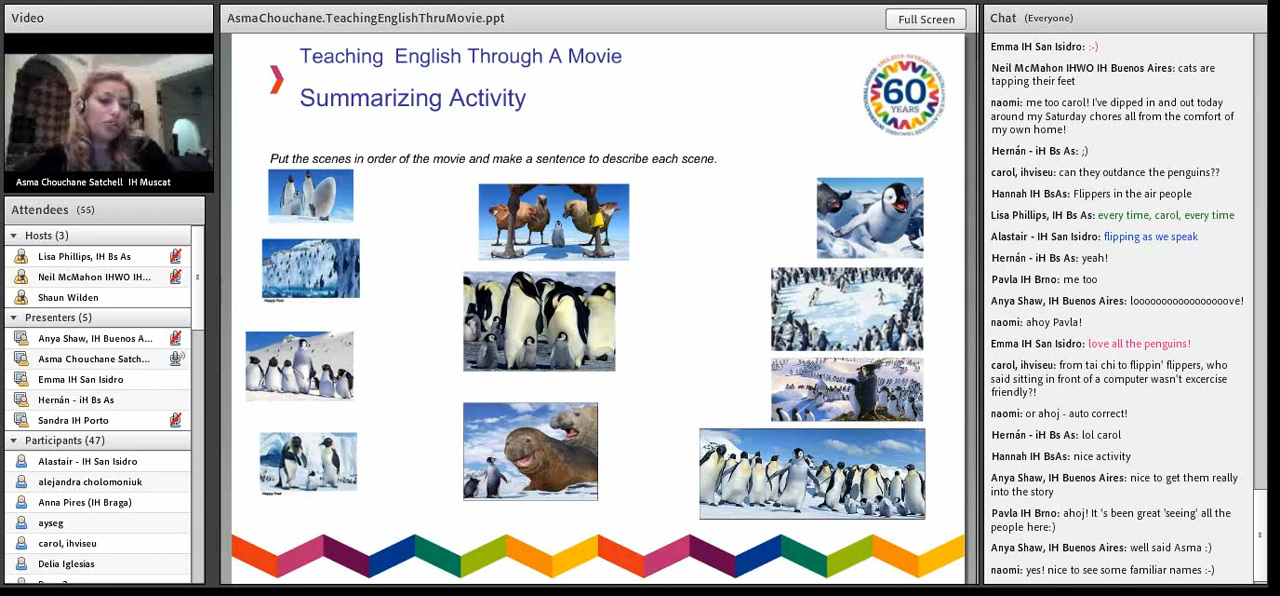 Video
Asma Chouchane Satchell  IH Muscat
Attendees (55)
Hosts (3)
Lisa Phillips, IH Bs As
Neil McMahon IHWO IH...
Shaun Wilden
Presenters (5)
Anya Shaw, IH Buenos A...
Asma Chouchane Satch...
Emma IH San Isidro
Hernán - iH Bs As
Sandra IH Porto
Participants (47)
Alastair - IH San Isidro
alejandra cholomoniuk
Anna Pires (IH Braga)
ayseg
carol, ihviseu
Delia Iglesias
AsmaChouchane.TeachingEnglishThruMovie.ppt
Full Screen
Teaching  English Through A Movie
Summarizing Activity
60
YEARS
Put the scenes in order of the movie and make a sentence to describe each scene.
Happy Feet
Happy Feet
Chat (Everyone)
Emma IH San Isidro: :-)
Neil McMahon IHWO IH Buenos Aires: cats are
tapping their feet
naomi: me too carol! I've dipped in and out today
around my Saturday chores all from the comfort of
my own home!
Hernán - iH Bs As: ;)
carol, ihviseu: can they outdance the penguins??
Hannah IH BsAs: Flippers in the air people
Lisa Phillips, IH Bs As: every time, carol, every time
Alastair - IH San Isidro: flipping as we speak
Hernán - iH Bs As: yeah!
Pavla IH Brno: me too
Anya Shaw, IH Buenos Aires: looooooooooooooooove!
naomi: ahoy Pavla!
Emma IH San Isidro: love all the penguins!
carol, ihviseu: from tai chi to flippin' flippers, who
said sitting in front of a computer wasn't excercise
friendly?!
naomi: or ahoj - auto correct!
Hernán - iH Bs As: lol carol
Hannah IH BsAs: nice activity
Anya Shaw, IH Buenos Aires: nice to get them really
into the story
Pavla IH Brno: ahoj! It 's been great 'seeing' all the
people here:)
Anya Shaw, IH Buenos Aires: well said Asma :)
naomi: yes! nice to see some familiar names :-)